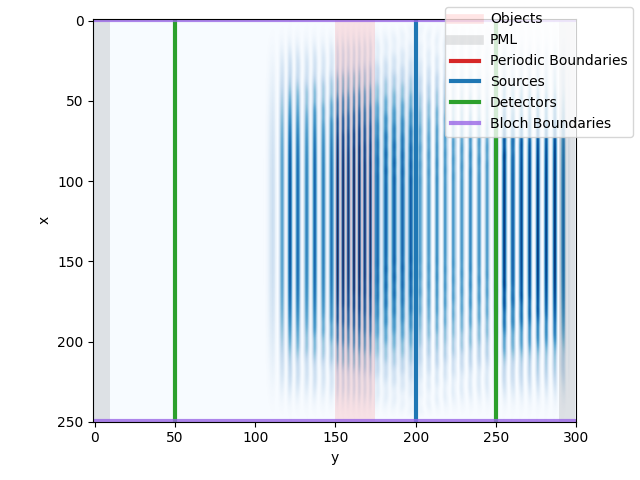 Objects
PML
Periodic Boundaries
Sources
Detectors
Bloch Boundaries
0
50
100
150
200
250
x
0 50 100 150 200 250 300
y